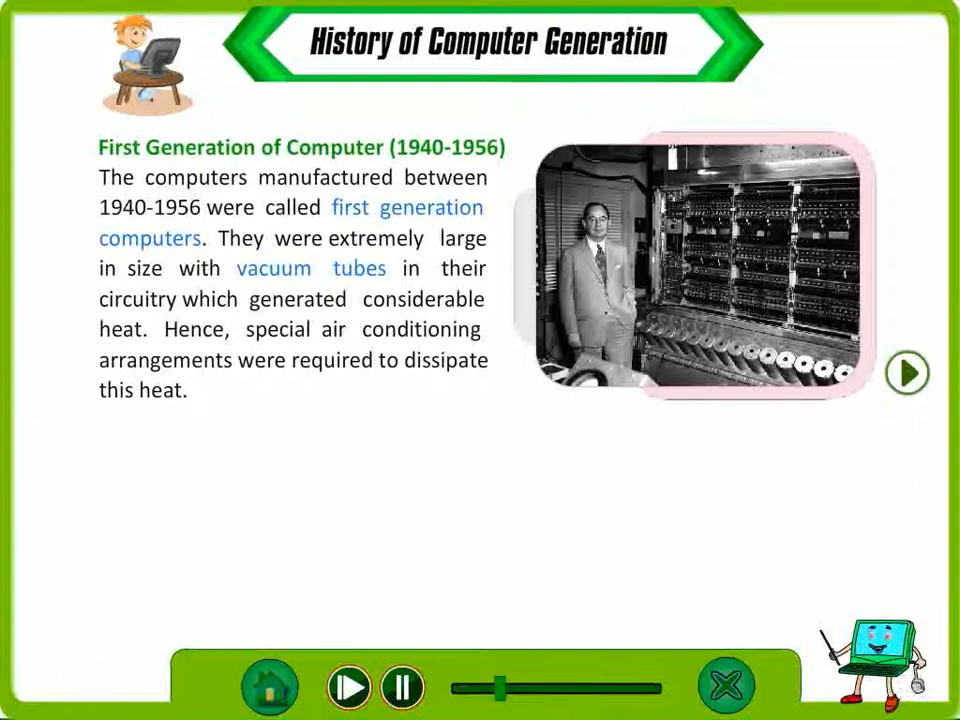 History of Computer Generation
First Generation of Computer (1940-1956)
The computers manufactured between
1940-1956 were called first generation
computers. They were extremely large
in size with vacuum tubes in their
circuitry which generated considerable
heat. Hence, special air conditioning
arrangements were required to dissipate
this heat.